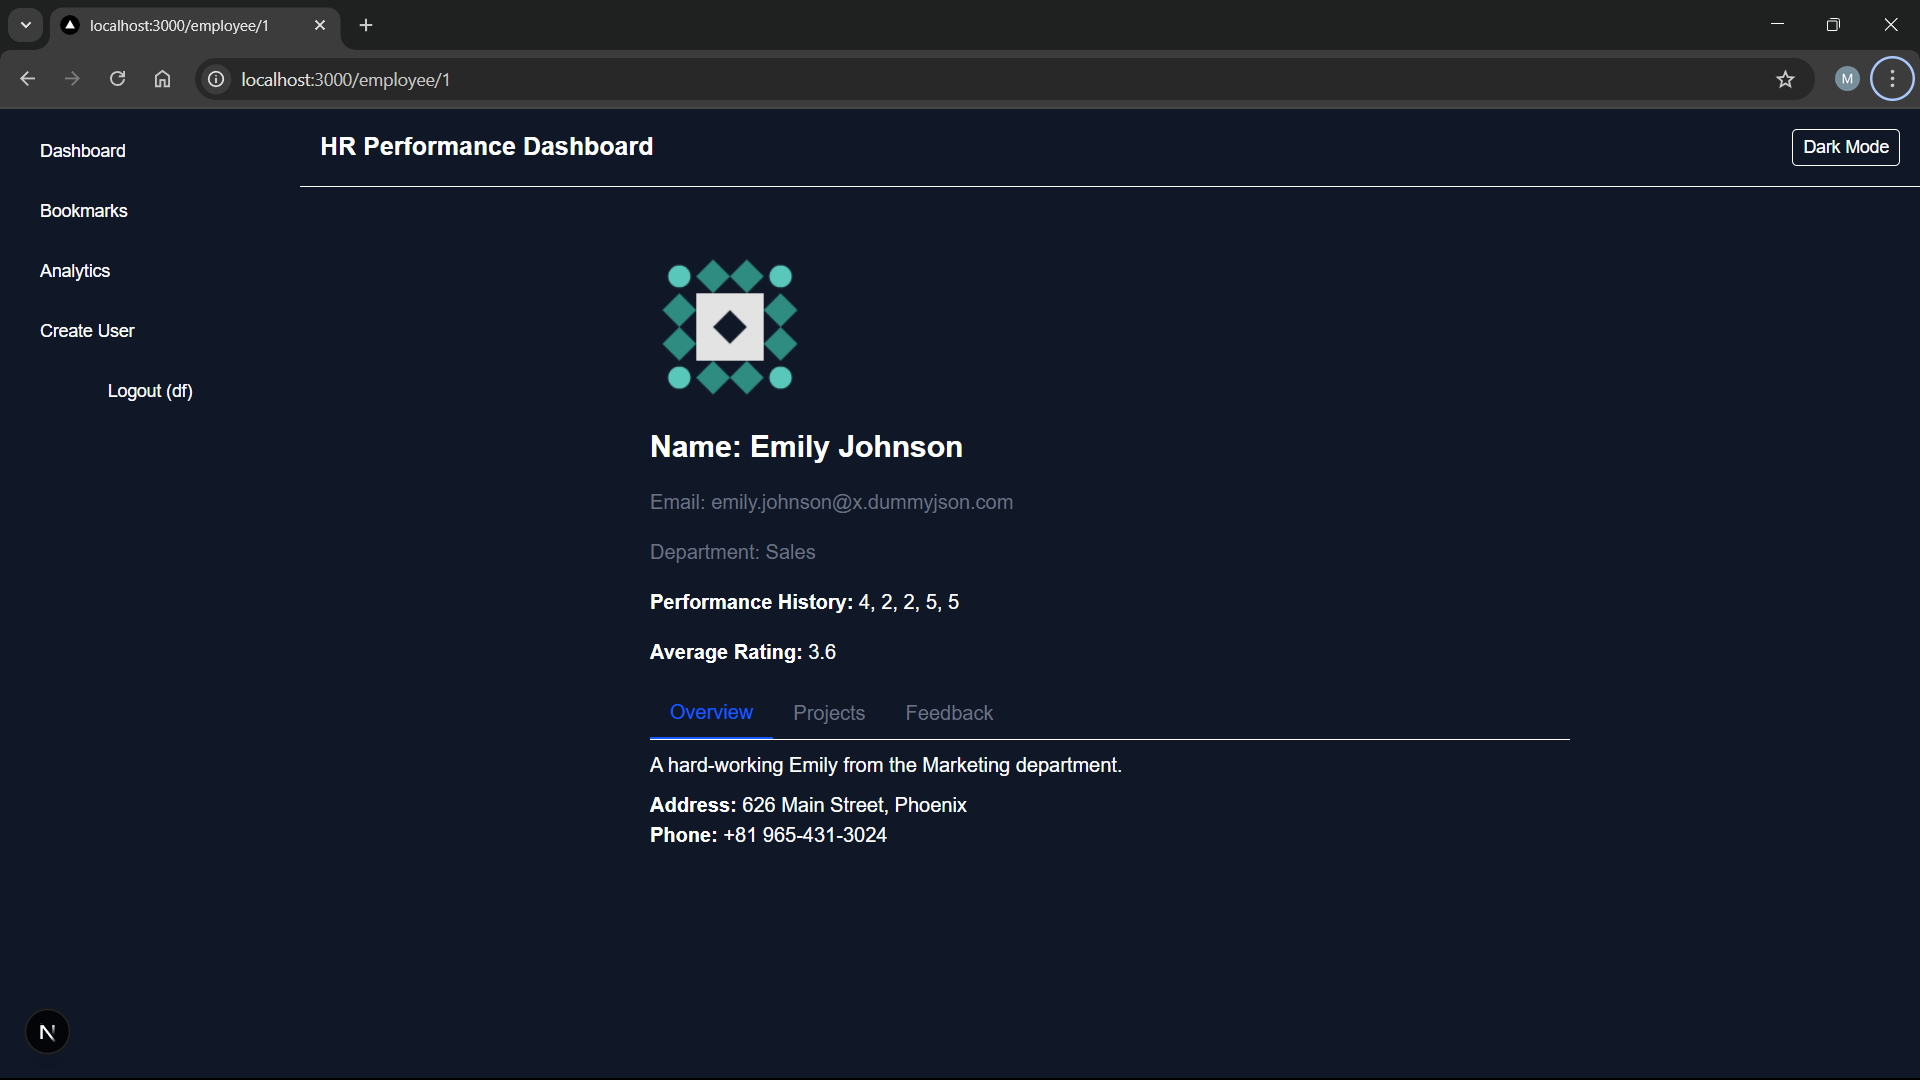 localhost:3000/employee/1
localhost:3000/employee/1
M
Dashboard
Bookmarks
Analytics
Create User
Logout (df)
HR Performance Dashboard
Dark Mode
Name: Emily Johnson
Email: emily.johnson@x.dummyjson.com
Department: Sales
Performance History: 4, 2, 2, 5, 5
Average Rating: 3.6
Overview Projects Feedback
A hard-working Emily from the Marketing department.
Address: 626 Main Street, Phoenix
Phone: +81 965-431-3024
N